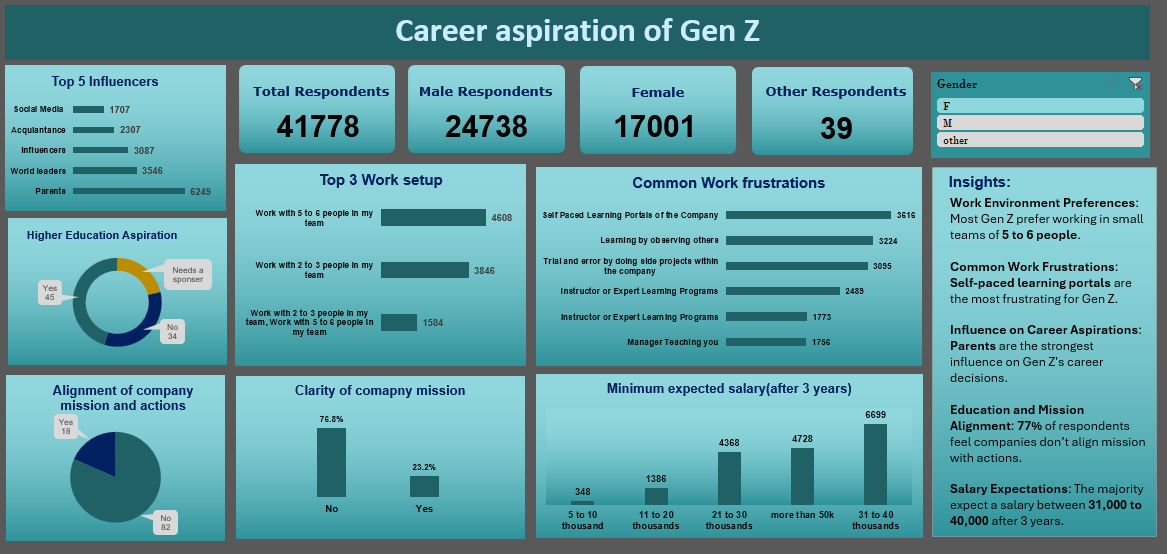 Career aspiration of Gen Z
Top 5 Influencers
Social Media 1707
Acquiantance 2307
Influencers 3087
World leaders 3546
Parents 6249
Total Respondents
41778
Male Respondents
24738
Female
17001
Other Respondents
39
Gender
F
M
other
Higher Education Aspiration
Needs a
sponser
Yes
45
No
34
Top 3 Work setup
Work with 5 to 6 people in my
team
4608
Work with 2 to 3 people in my
team
3846
Work with 2 to 3 people in my
team, Work with 5 to 6 people in
my team
1584
Common Work frustrations
Self Paced Learning Portals of the Company 3616
Learning by observing others 3224
Trial and error by doing side projects within
the company
3095
Instructor or Expert Learning Programs 2489
Instructor or Expert Learning Programs 1773
Manager Teaching you 1756
Alignment of company
mission and actions
Yes
18
No
82
Clarity of comapny mission
76.8%
23.2%
No Yes
Minimum expected salary(after 3 years)
348
1386
4368
4728
6699
5 to 10
thousand
11 to 20
thousands
21 to 30
thousands
more than 50k
31 to 40
thousands
Insights:
Work Environment Preferences:
Most Gen Z prefer working in small
teams of 5 to 6 people.
Common Work Frustrations:
Self-paced learning portals are
the most frustrating for Gen Z.
Influence on Career Aspirations:
Parents are the strongest
influence on Gen Z's career
decisions.
Education and Mission
Alignment: 77% of respondents
feel companies don't align mission
with actions.
Salary Expectations: The majority
expect a salary between 31,000 to
40,000 after 3 years.